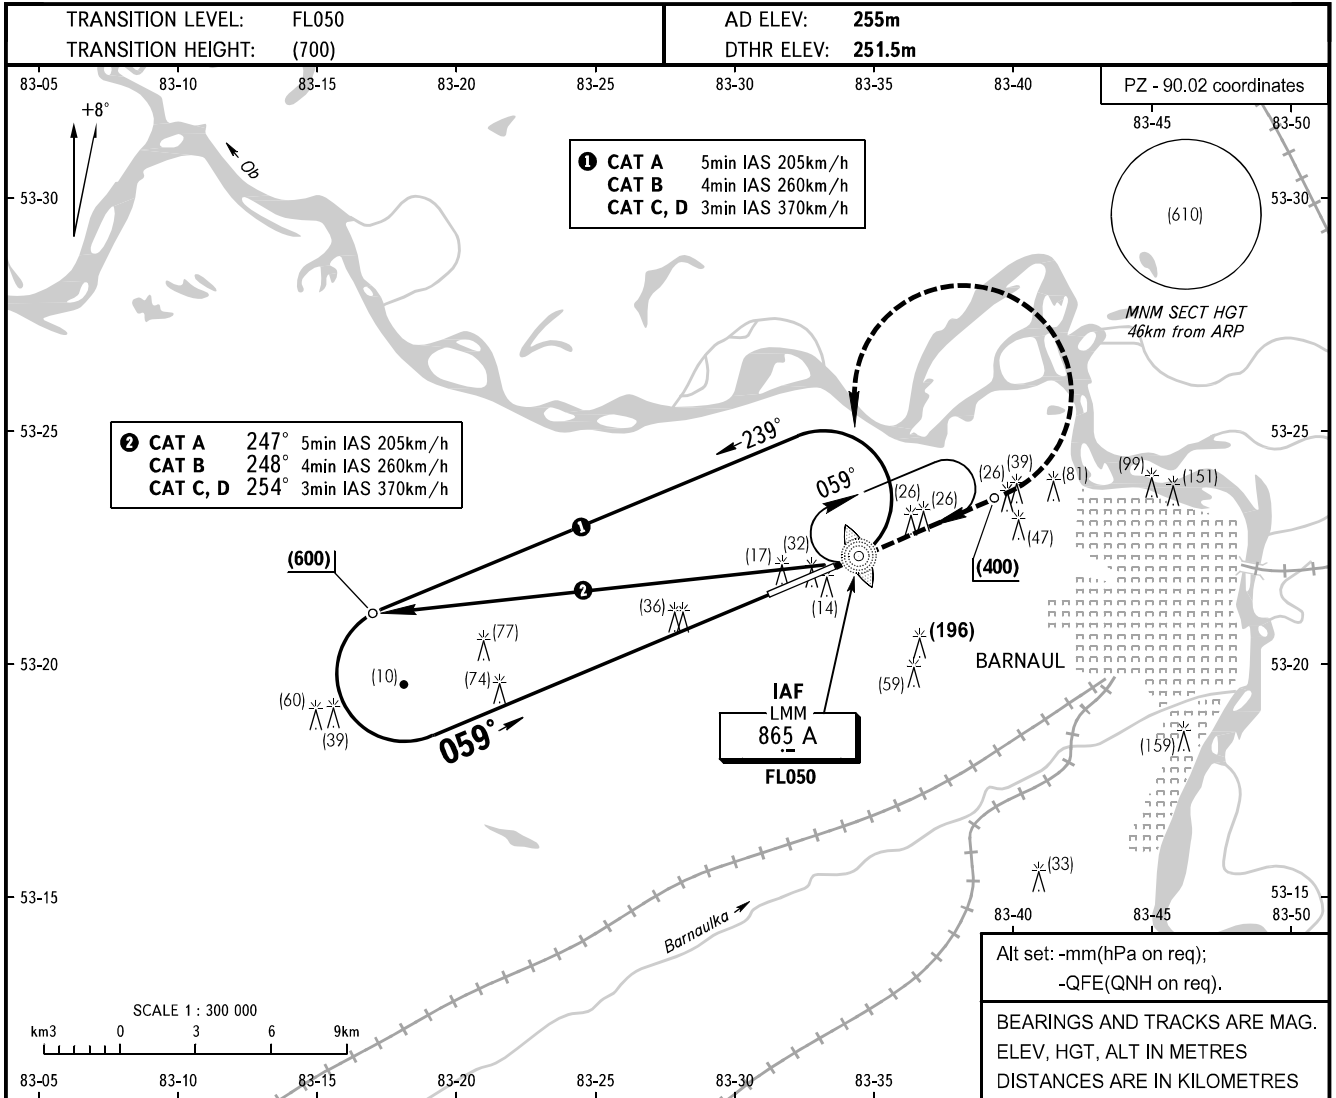 TRANSITION LEVEL: FL050
TRANSITION HEIGHT: (700)
AD ELEV: 255m
DTHR ELEV: 251.5m
83-05 83-10 83-15 83-20 83-25 83-30 83-35 83-40
PZ - 90.02 coordinates
83-45 83-50
+8°
Ob
1 CAT A 5min IAS 205km/h
CAT B 4min IAS 260km/h
CAT C, D 3min IAS 370km/h
53-30
53-30
(610)
MNM SECT HGT
46km from ARP
2 CAT A 247° 5min IAS 205km/h
CAT B 248° 4min IAS 260km/h
CAT C, D 254° 3min IAS 370km/h
53-25
53-25
239°
059°
(26)
(26)
(26)
(39)
(81)
(99)
(151)
(47)
1
(600)
(17)
(32)
(400)
2
(36)
(14)
(77)
(196)
53-20
BARNAUL
53-20
(10)
(74)
(59)
(60)
(39)
059°
IAF
LMM
865 A
FL050
(159)
(33)
53-15
53-15
83-40 83-45 83-50
Barnaulka
Alt set: -mm(hPa on req);
-QFE(QNH on req).
SCALE 1 : 300 000
km3 0 3 6 9km
BEARINGS AND TRACKS ARE MAG.
ELEV, HGT, ALT IN METRES
DISTANCES ARE IN KILOMETRES
83-05 83-10 83-15 83-20 83-25 83-30 83-35